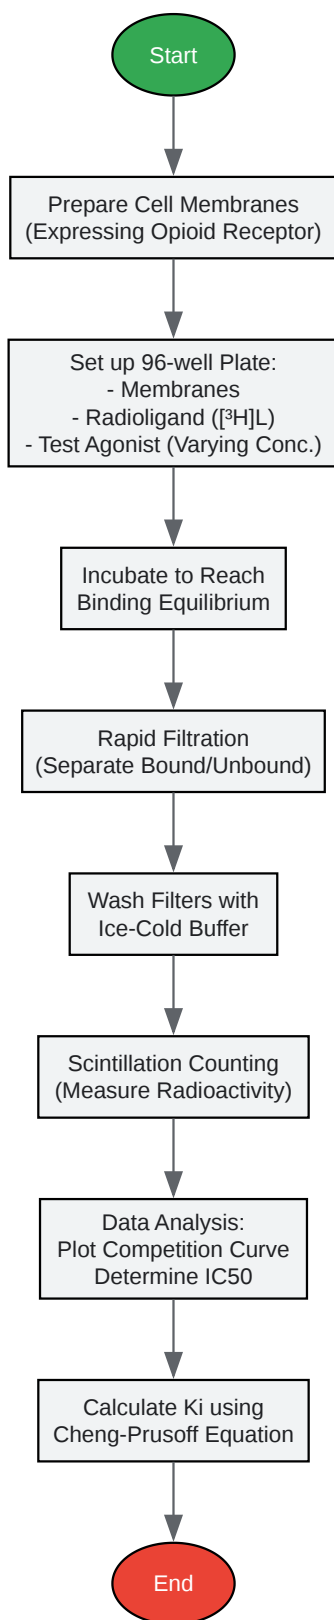 Start
Prepare Cell Membranes
(Expressing Opioid Receptor)
Set up 96-well Plate:
- Membranes
- Radioligand ([³H]L)
- Test Agonist (Varying Conc.)
Incubate to Reach
Binding Equilibrium
Rapid Filtration
(Separate Bound/Unbound)
Wash Filters with
Ice-Cold Buffer
Scintillation Counting
(Measure Radioactivity)
Data Analysis:
Plot Competition Curve
Determine IC50
Calculate Ki using
Cheng-Prusoff Equation
End